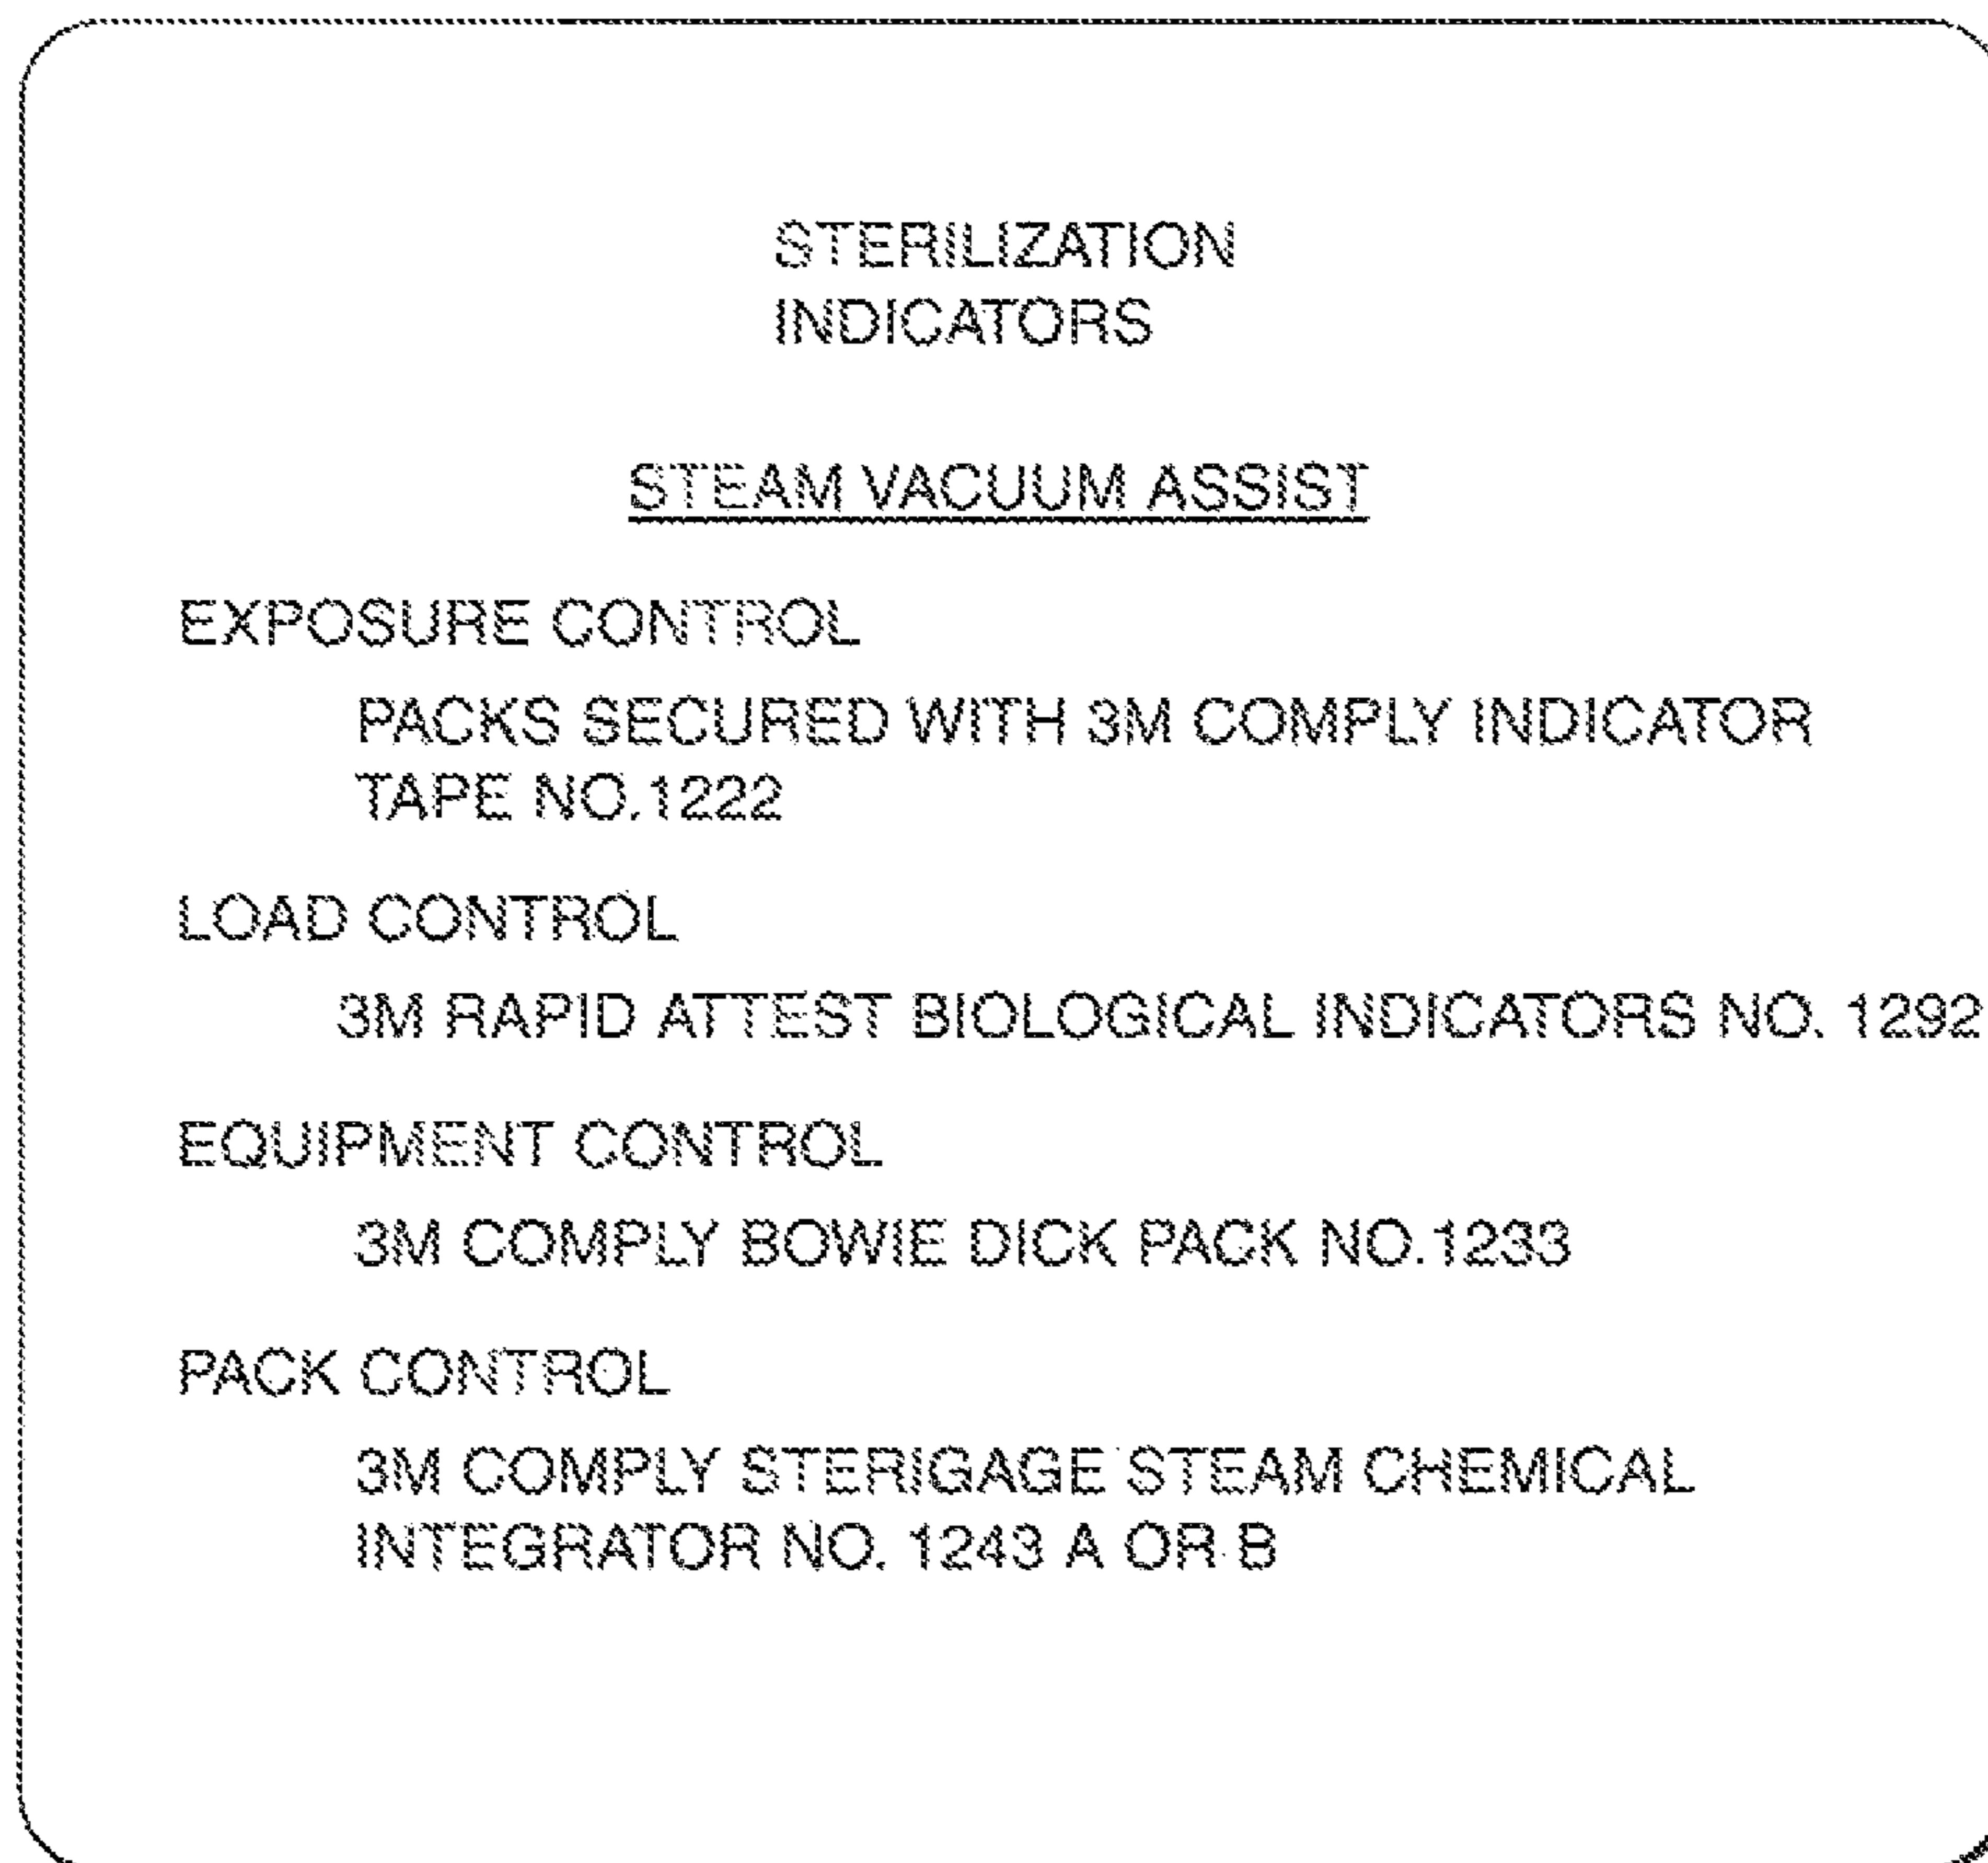 STERILIZATION
INDICATORS
STEAM VACUUM ASSIST
EXPOSURE CONTROL
PACKS SECURED WITH 3M COMPLY INDICATOR
TAPE NO.1222
LOAD CONTROL
3M RAPID ATTEST BIOLOGICAL INDICATORS NO. 1292
EQUIPMENT CONTROL
3M COMPLY BOWIE DICK PACK NO.1233
PACK CONTROL
3M COMPLY STERIGAGE STEAM CHEMICAL
INTEGRATOR NO. 1243 A OR B